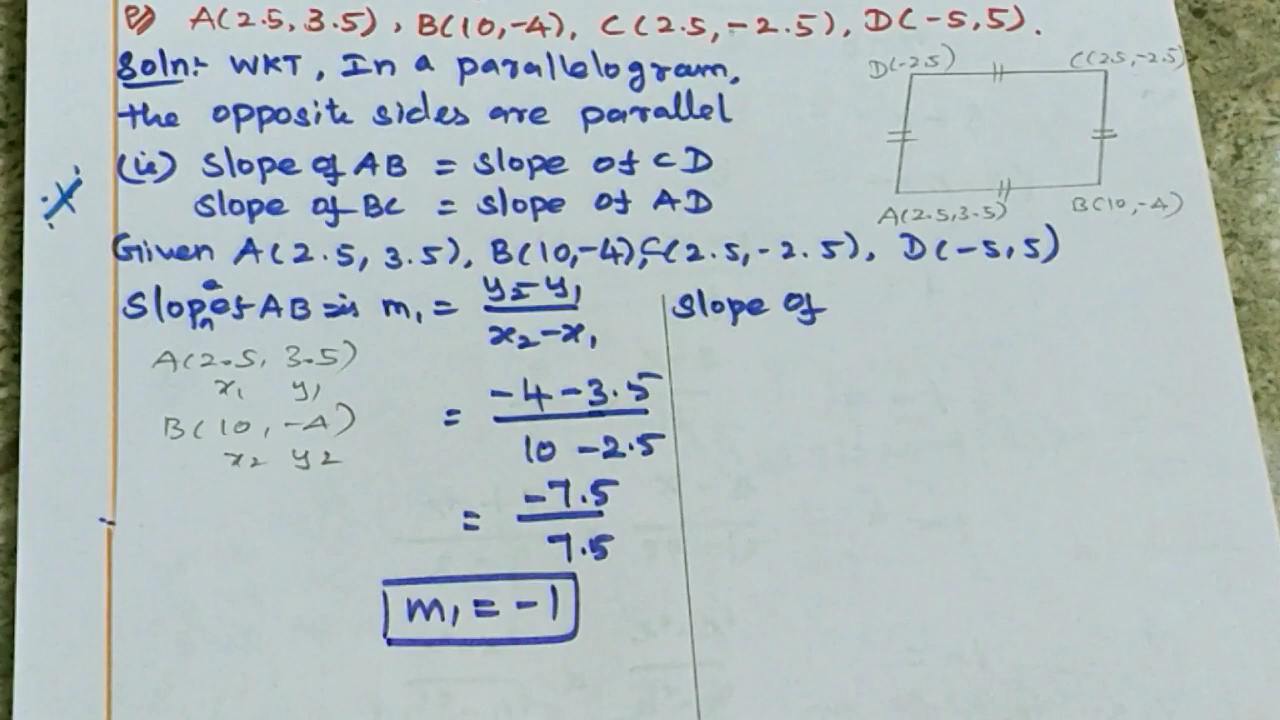 A(2.5, 3.5), B(10,-4), C(2.5,-2.5), D(-5,5).
Soln:- WKT, In a parallelogram,
the opposite sides are parallel
(ie) Slope of AB = slope of CD
Slope of BC = slope of AD
D(-2 5)
C(2.5,-2.5)
A(2.5,3.5)
B(10,-4)
Given A(2.5, 3.5), B(10,-4), C(2.5,-2.5), D(-5,5)
Slope of AB is m₁ = y₂-y₁ / x₂-x₁
A(2.5, 3.5)
x₁ y₁
B(10,-4)
x₂ y₂
= -4-3.5 / 10-2.5
= -7.5 / 7.5
m₁ = -1
Slope of